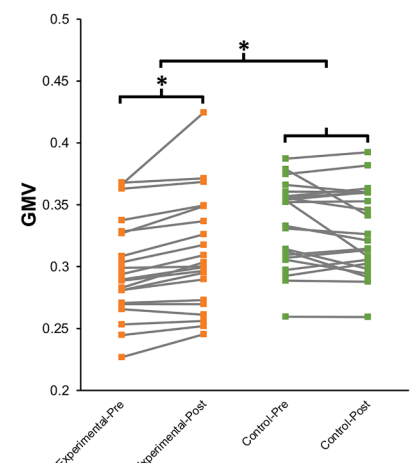 0.5
*
0.45
*
0.4
GMV
0.35
0.3
0.25
0.2
Experimental-Pre
Experimental-Post
Control-Pre
Control-Post